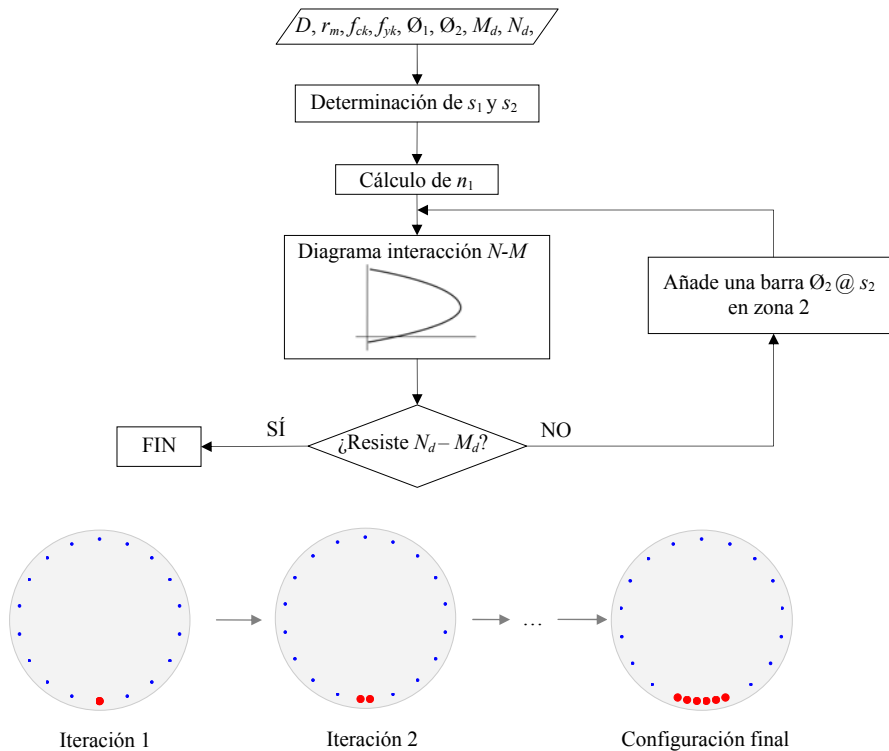 D, rm, fck, fyk, Ø1, Ø2, Md, Nd,
Determinación de s1 y s2
Cálculo de n1
Diagrama interacción N-M
Añade una barra Ø2 @ s2
en zona 2
¿Resiste Nd – Md?
SÍ
NO
FIN
Iteración 1
Iteración 2
...
Configuración final